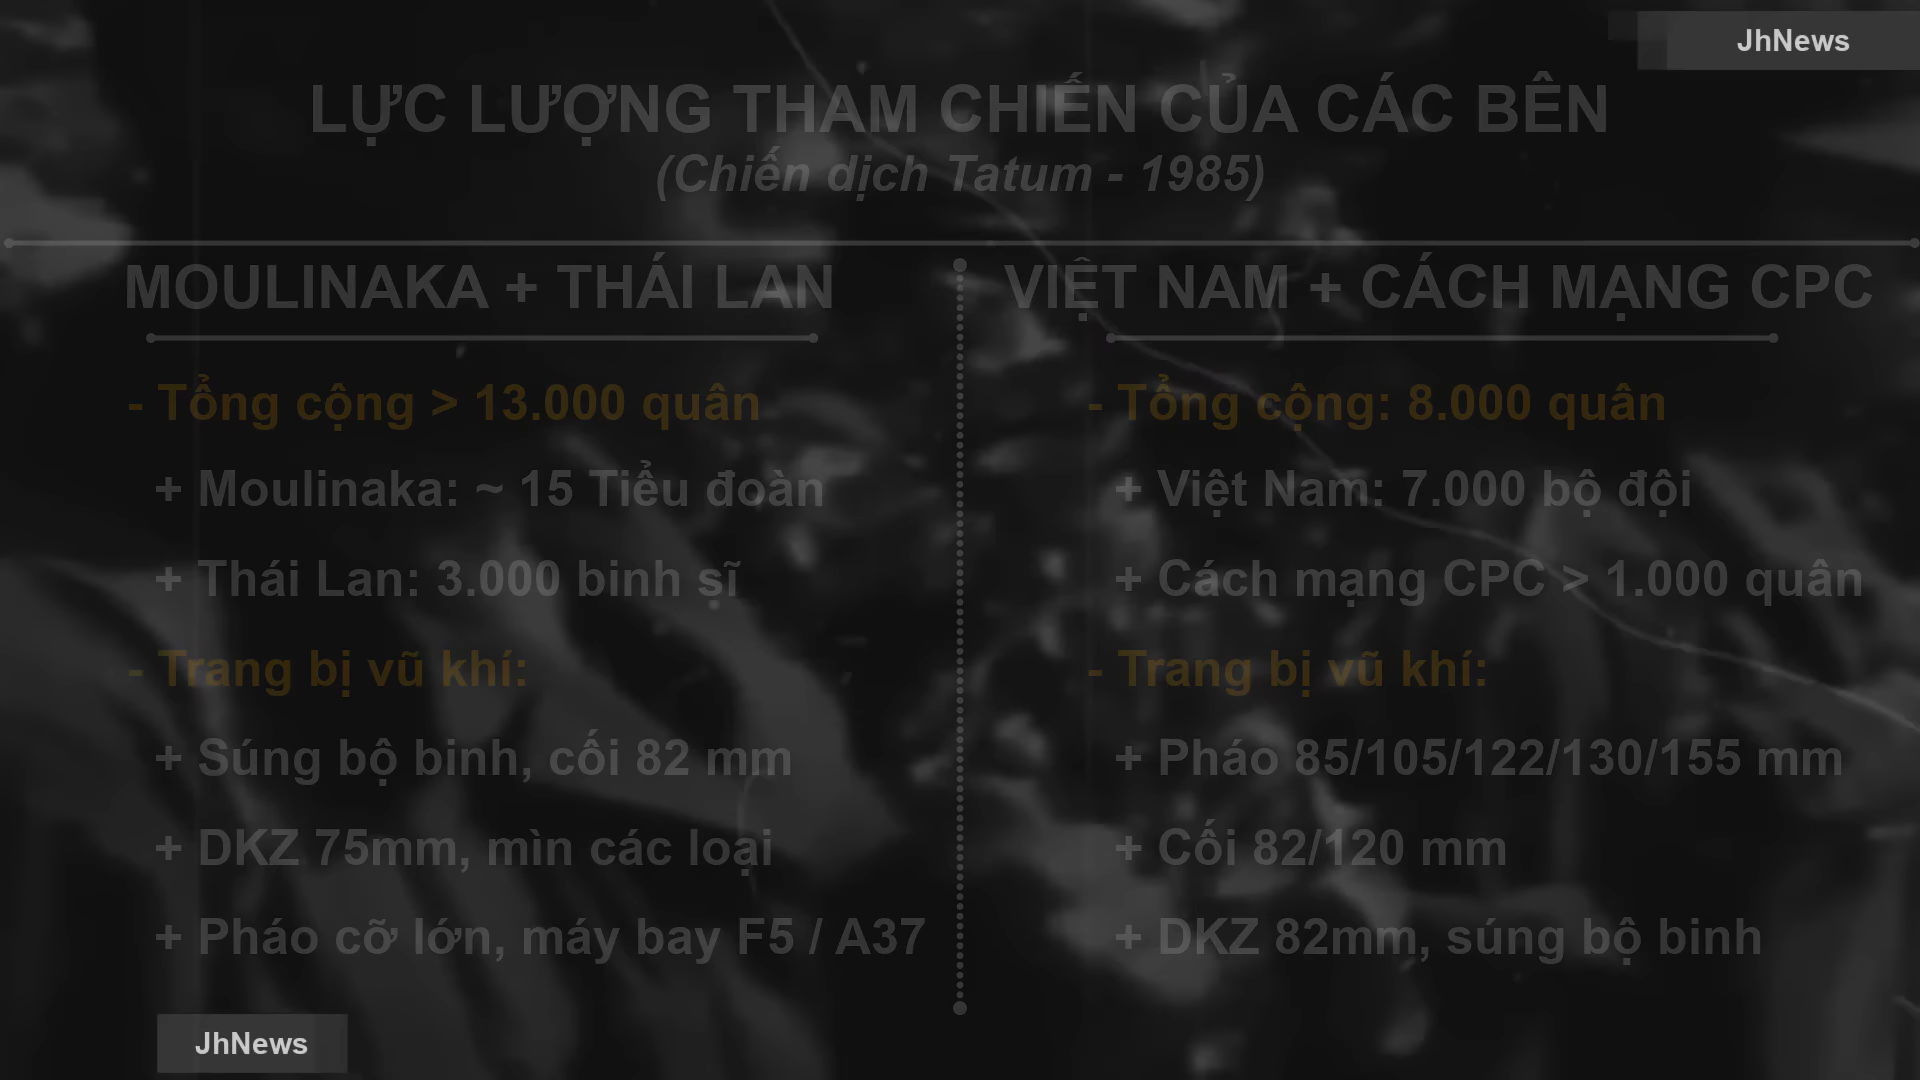 JhNews
LỰC LƯỢNG THAM CHIẾN CỦA CÁC BÊN
(Chiến dịch Tatum - 1985)
MOULINAKA + THÁI LAN
- Tổng cộng > 13.000 quân
+ Moulinaka: ~ 15 Tiểu đoàn
+ Thái Lan: 3.000 binh sĩ
- Trang bị vũ khí:
+ Súng bộ binh, cối 82 mm
+ DKZ 75mm, mìn các loại
+ Pháo cỡ lớn, máy bay F5 / A37
VIỆT NAM + CÁCH MẠNG CPC
- Tổng cộng: 8.000 quân
+ Việt Nam: 7.000 bộ đội
+ Cách mạng CPC > 1.000 quân
- Trang bị vũ khí:
+ Pháo 85/105/122/130/155 mm
+ Cối 82/120 mm
+ DKZ 82mm, súng bộ binh
JhNews